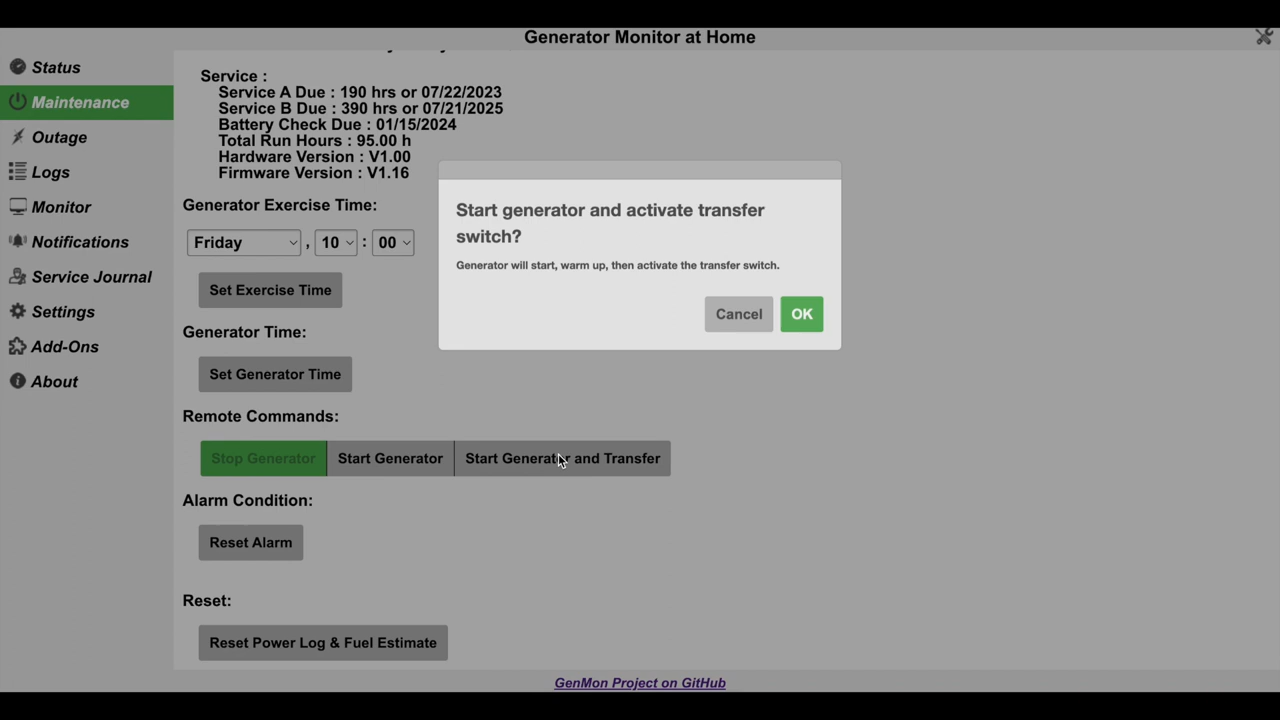 Generator Monitor at Home
Status
Maintenance
Outage
Logs
Monitor
Notifications
Service Journal
Settings
Add-Ons
About
Service :
Service A Due : 190 hrs or 07/22/2023
Service B Due : 390 hrs or 07/21/2025
Battery Check Due : 01/15/2024
Total Run Hours : 95.00 h
Hardware Version : V1.00
Firmware Version : V1.16
Generator Exercise Time:
Friday , 10 : 00
Set Exercise Time
Generator Time:
Set Generator Time
Remote Commands:
Stop Generator Start Generator Start Generator and Transfer
Alarm Condition:
Reset Alarm
Reset:
Reset Power Log & Fuel Estimate
Start generator and activate transfer
switch?
Generator will start, warm up, then activate the transfer switch.
Cancel OK
GenMon Project on GitHub